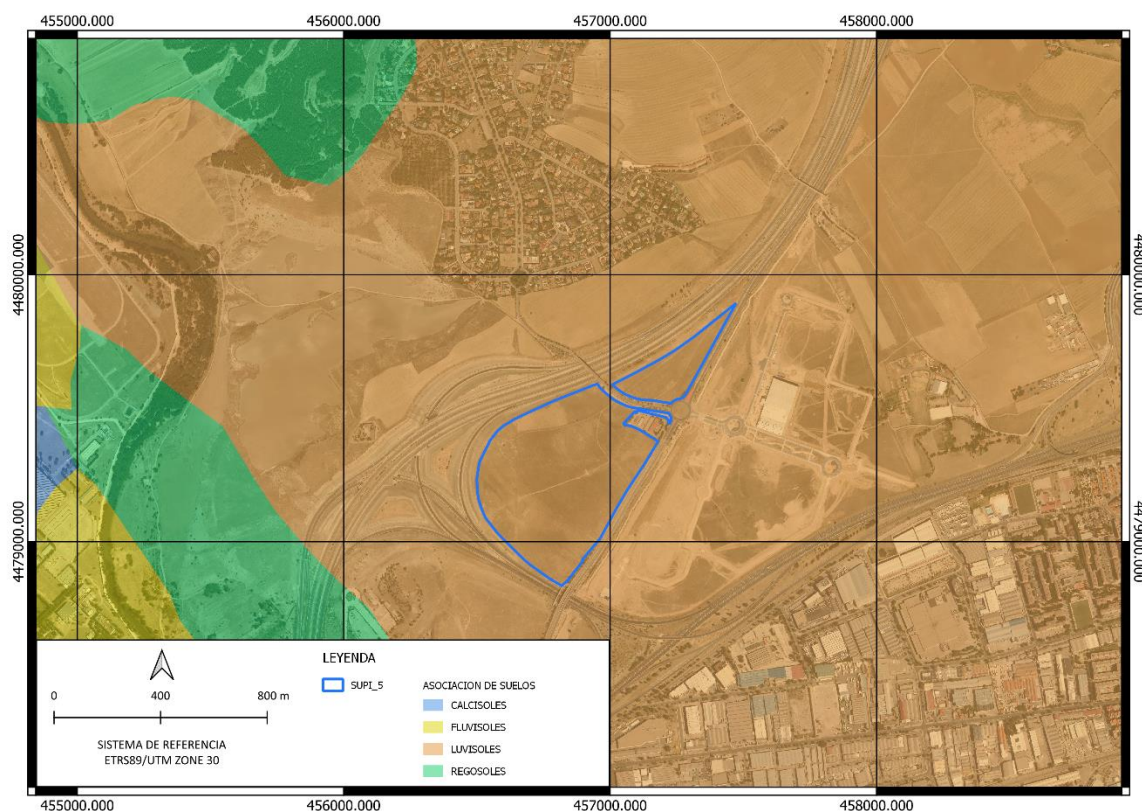 455000.000 456000.000 457000.000 458000.000
4480000.000 4480000.000
4479000.000 4479000.000
LEYENDA
SUPI_5
ASOCIACION DE SUELOS
CALCISOLES
FLUVISOLES
LUVISOLES
REGOSOLES
0 400 800 m
SISTEMA DE REFERENCIA
ETRS89/UTM ZONE 30
455000.000 456000.000 457000.000 458000.000